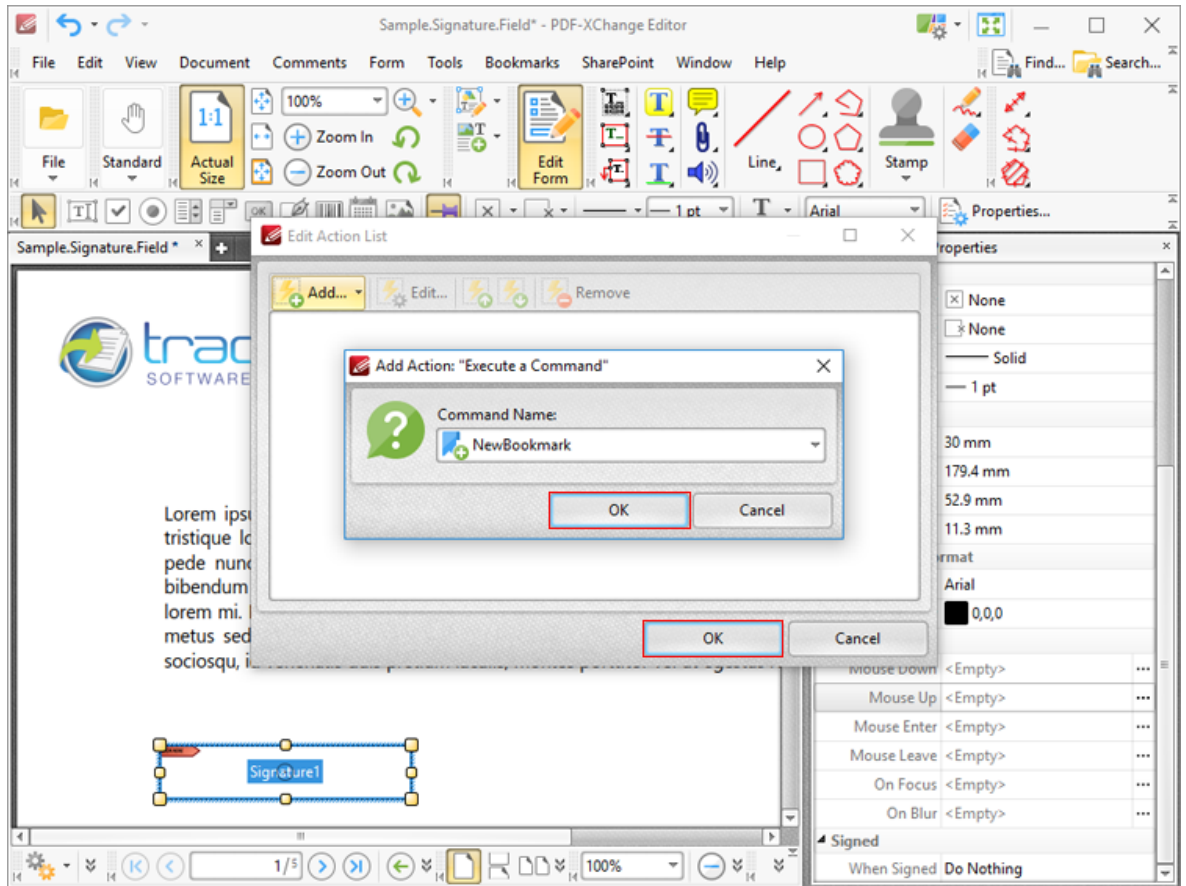 Sample.Signature.Field* - PDF-XChange Editor
File Edit View Document Comments Form Tools Bookmarks SharePoint Window Help
Find... Search...
1:1
100%
Zoom In
Zoom Out
File
Standard
Actual Size
Edit Form
Line
Stamp
OK
1 pt
Arial
Properties...
Sample.Signature.Field *
Edit Action List
roperties
Add... Edit... Remove
None
None
Solid
1 pt
trac
SOFTWARE
Add Action: "Execute a Command"
Command Name:
NewBookmark
OK Cancel
30 mm
179.4 mm
52.9 mm
11.3 mm
rmat
Arial
0,0,0
Lorem ipsu
tristique lo
pede nunc
bibendum
lorem mi.
metus sed
sociosqu,
OK Cancel
Mouse Down <Empty>
Mouse Up <Empty>
Mouse Enter <Empty>
Mouse Leave <Empty>
On Focus <Empty>
On Blur <Empty>
Signature1
Signed
When Signed Do Nothing
1/5
100%